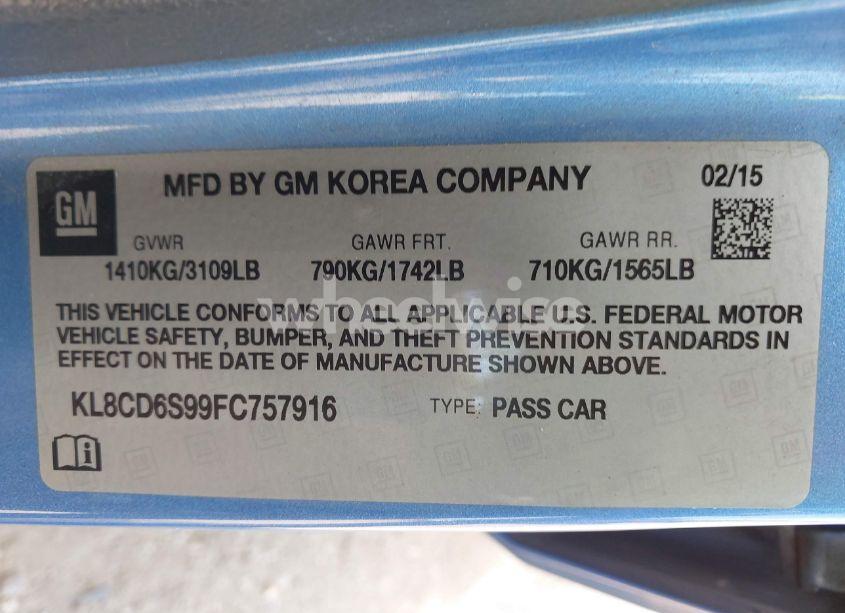 GM MFD BY GM KOREA COMPANY 02/15
GVWR GAWR FRT. GAWR RR.
1410KG/3109LB 790KG/1742LB 710KG/1565LB
wheelwise
THIS VEHICLE CONFORMS TO ALL APPLICABLE U.S. FEDERAL MOTOR
VEHICLE SAFETY, BUMPER, AND THEFT PREVENTION STANDARDS IN
EFFECT ON THE DATE OF MANUFACTURE SHOWN ABOVE.
KL8CD6S99FC757916 TYPE: PASS CAR